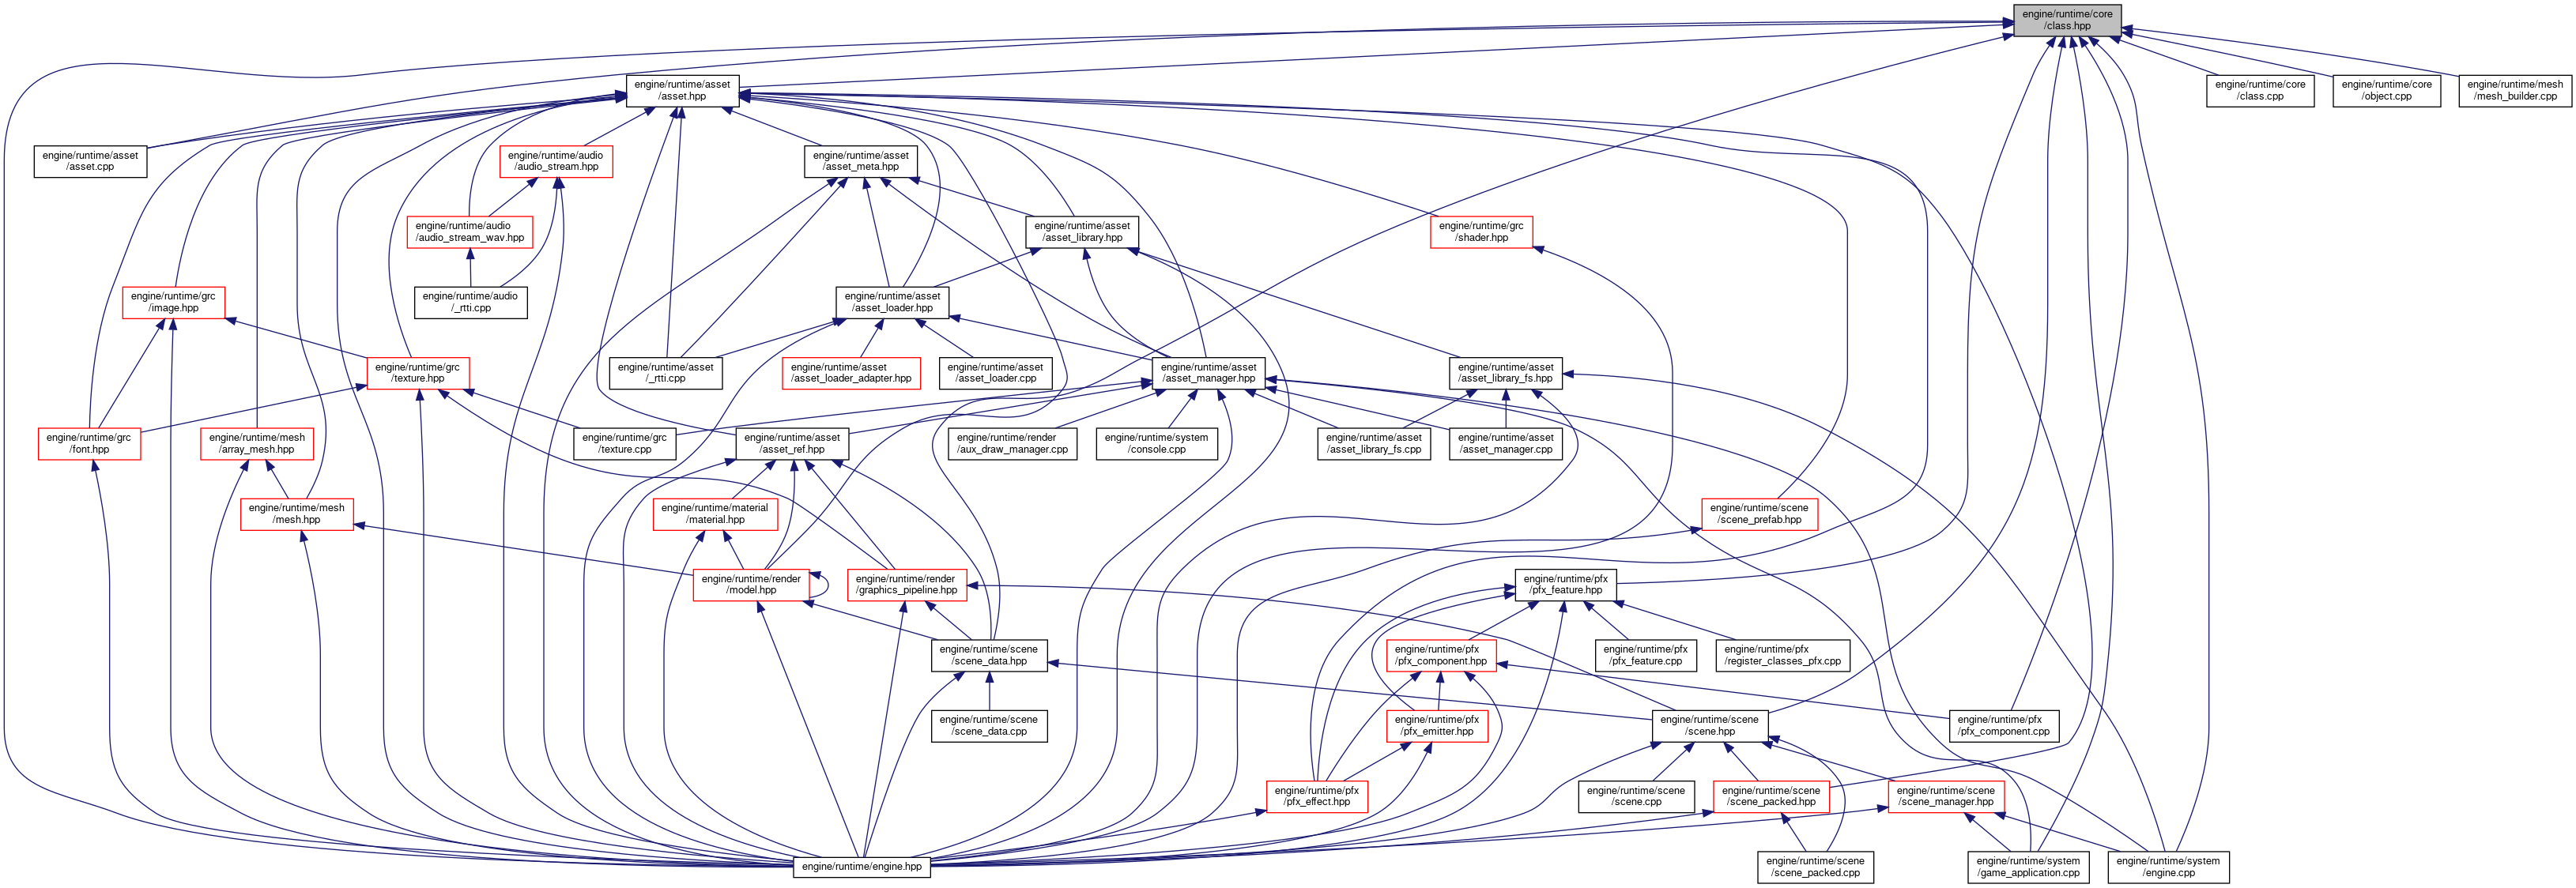 engine/runtime/core
/class.hpp
engine/runtime/asset
/asset.hpp
engine/runtime/core
/class.cpp
engine/runtime/core
/object.cpp
engine/runtime/mesh
/mesh_builder.cpp
engine/runtime/asset
/asset.cpp
engine/runtime/audio
/audio_stream.hpp
engine/runtime/asset
/asset_meta.hpp
engine/runtime/audio
/audio_stream_wav.hpp
engine/runtime/asset
/asset_library.hpp
engine/runtime/grc
/shader.hpp
engine/runtime/grc
/image.hpp
engine/runtime/audio
/_rtti.cpp
engine/runtime/asset
/asset_loader.hpp
engine/runtime/grc
/texture.hpp
engine/runtime/asset
/_rtti.cpp
engine/runtime/asset
/asset_loader_adapter.hpp
engine/runtime/asset
/asset_loader.cpp
engine/runtime/asset
/asset_manager.hpp
engine/runtime/asset
/asset_library_fs.hpp
engine/runtime/grc
/font.hpp
engine/runtime/mesh
/array_mesh.hpp
engine/runtime/grc
/texture.cpp
engine/runtime/asset
/asset_ref.hpp
engine/runtime/render
/aux_draw_manager.cpp
engine/runtime/system
/console.cpp
engine/runtime/asset
/asset_library_fs.cpp
engine/runtime/asset
/asset_manager.cpp
engine/runtime/mesh
/mesh.hpp
engine/runtime/material
/material.hpp
engine/runtime/scene
/scene_prefab.hpp
engine/runtime/render
/model.hpp
engine/runtime/render
/graphics_pipeline.hpp
engine/runtime/pfx
/pfx_feature.hpp
engine/runtime/scene
/scene_data.hpp
engine/runtime/pfx
/pfx_component.hpp
engine/runtime/pfx
/pfx_feature.cpp
engine/runtime/pfx
/register_classes_pfx.cpp
engine/runtime/scene
/scene_data.cpp
engine/runtime/pfx
/pfx_emitter.hpp
engine/runtime/scene
/scene.hpp
engine/runtime/pfx
/pfx_component.cpp
engine/runtime/pfx
/pfx_effect.hpp
engine/runtime/scene
/scene.cpp
engine/runtime/scene
/scene_packed.hpp
engine/runtime/scene
/scene_manager.hpp
engine/runtime/engine.hpp
engine/runtime/scene
/scene_packed.cpp
engine/runtime/system
/game_application.cpp
engine/runtime/system
/engine.cpp